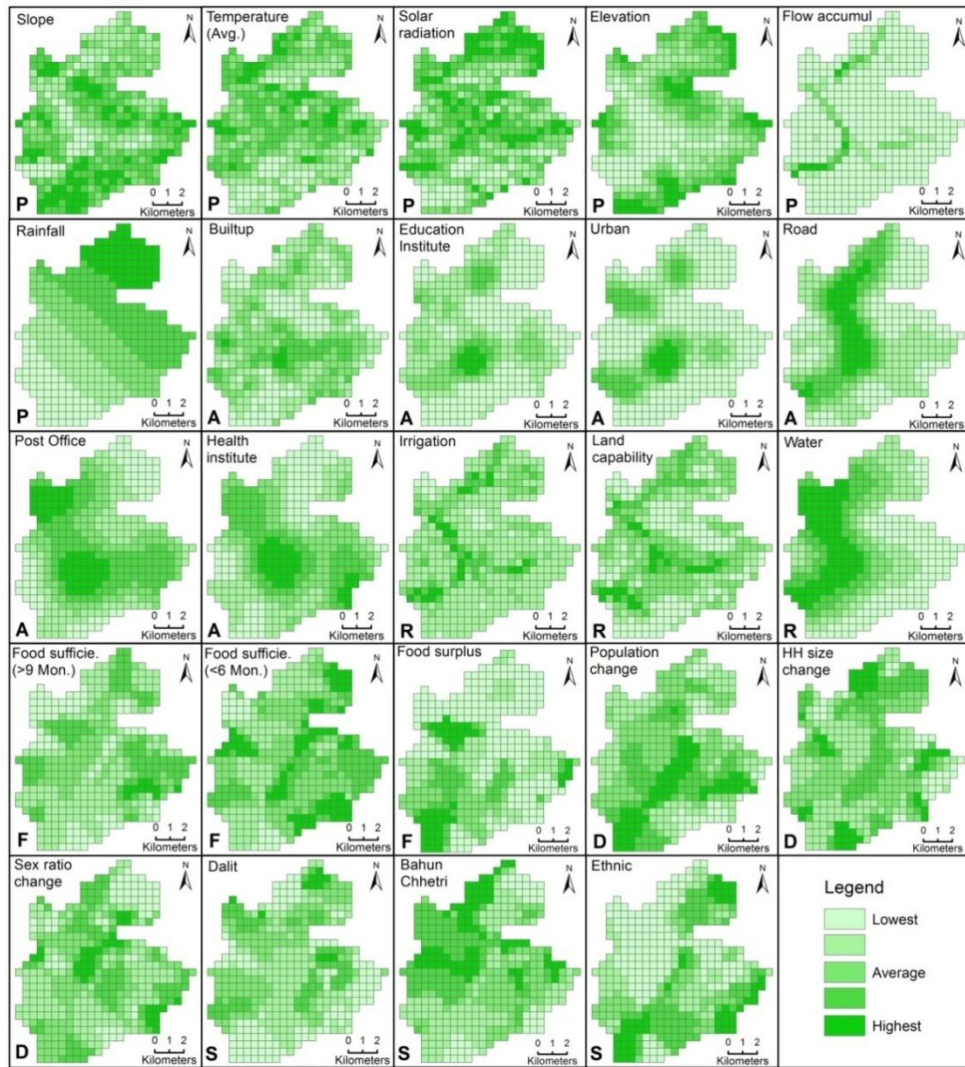 Slope
N
0 1 2
Kilometers
P
Temperature
(Avg.)
N
0 1 2
Kilometers
P
Solar
radiation
N
0 1 2
Kilometers
P
Elevation
N
0 1 2
Kilometers
P
Flow accumul
N
0 1 2
Kilometers
P
Rainfall
N
0 1 2
Kilometers
P
Builtup
N
0 1 2
Kilometers
A
Education
Institute
N
0 1 2
Kilometers
A
Urban
N
0 1 2
Kilometers
A
Road
N
0 1 2
Kilometers
A
Post Office
N
0 1 2
Kilometers
A
Health
institute
N
0 1 2
Kilometers
A
Irrigation
N
0 1 2
Kilometers
R
Land
capability
N
0 1 2
Kilometers
R
Water
N
0 1 2
Kilometers
R
Food sufficie.
(>9 Mon.)
N
0 1 2
Kilometers
F
Food sufficie.
(<6 Mon.)
N
0 1 2
Kilometers
F
Food surplus
N
0 1 2
Kilometers
F
Population
change
N
0 1 2
Kilometers
D
HH size
change
N
0 1 2
Kilometers
D
Sex ratio
change
N
0 1 2
Kilometers
D
Dalit
N
0 1 2
Kilometers
S
Bahun
Chhetri
N
0 1 2
Kilometers
S
Ethnic
N
0 1 2
Kilometers
S
Legend
Lowest
Average
Highest